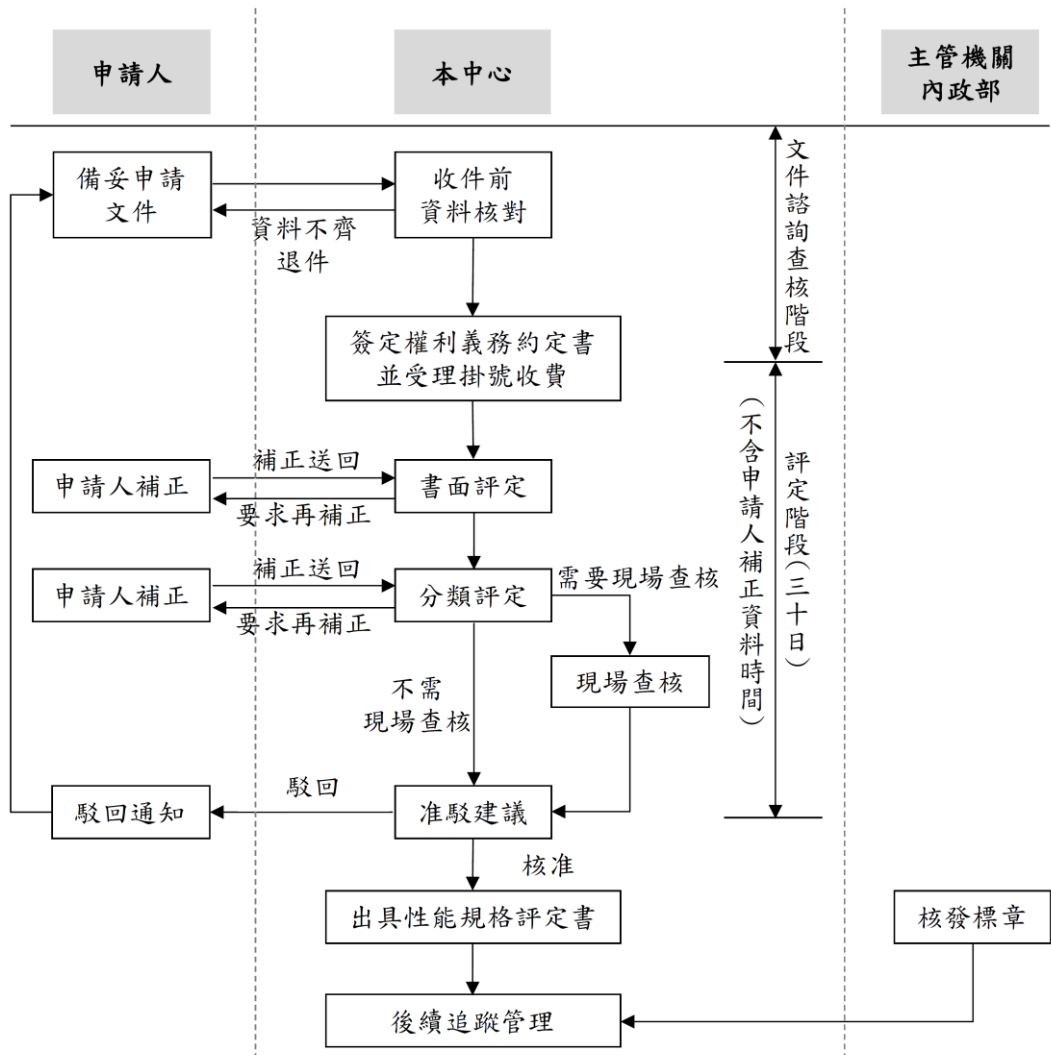 申請人
本中心
主管機關
內政部
備妥申請
文件
收件前
資料核對
資料不齊
退件
文件諮詢查核階段
簽定權利義務約定書
並受理掛號收費
評定階段(三十日)
(不含申請人補正資料時間)
申請人補正
補正送回
要求再補正
書面評定
申請人補正
補正送回
要求再補正
分類評定
需要現場查核
現場查核
不需
現場查核
駁回通知
駁回
准駁建議
核准
出具性能規格評定書
核發標章
後續追蹤管理